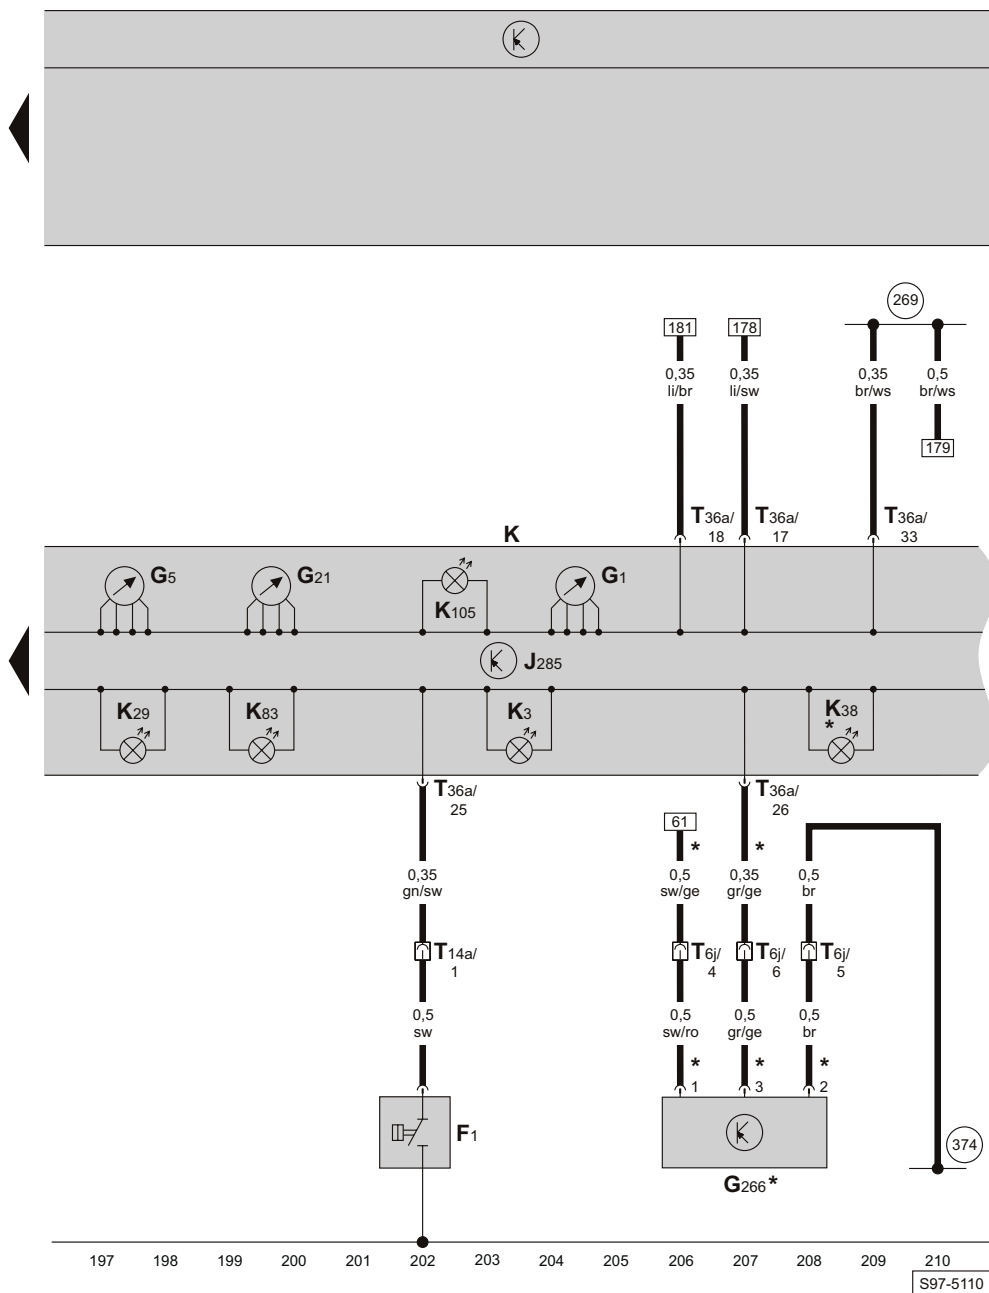 269
181 178
0,35 0,35 0,35 0,5
li/br li/sw br/ws br/ws
179
T36a/ T36a/ T36a/
18 17 33
K
G5 G21 K105 G1
J285
K29 K83 K3 K38
*
T36a/ T36a/
25 26
61
* *
0,35 0,5 0,35 0,5
gn/sw sw/ge gr/ge br
T14a/ T6j/ T6j/ T6j/
1 4 6 5
0,5 0,5 0,5 0,5
sw sw/ro gr/ge br
* * *
1 3 2
F1
374
G266*
197 198 199 200 201 202 203 204 205 206 207 208 209 210
S97-5110